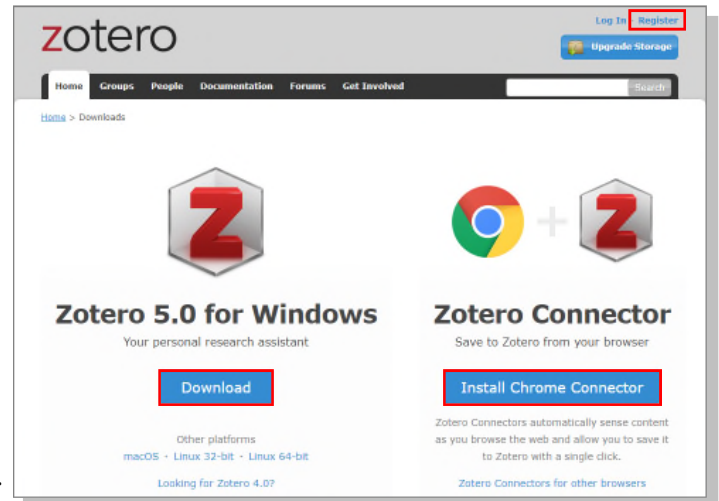 zotero
Log In - Register
Upgrade Storage
Home Groups People Documentation Forums Get Involved
Search
Home > Downloads
Zotero 5.0 for Windows
Your personal research assistant
Download
Other platforms
macOS - Linux 32-bit - Linux 64-bit
Looking for Zotero 4.0?
Zotero Connector
Save to Zotero from your browser
Install Chrome Connector
Zotero Connectors automatically sense content
as you browse the web and allow you to save it
to Zotero with a single click.
Zotero Connectors for other browsers